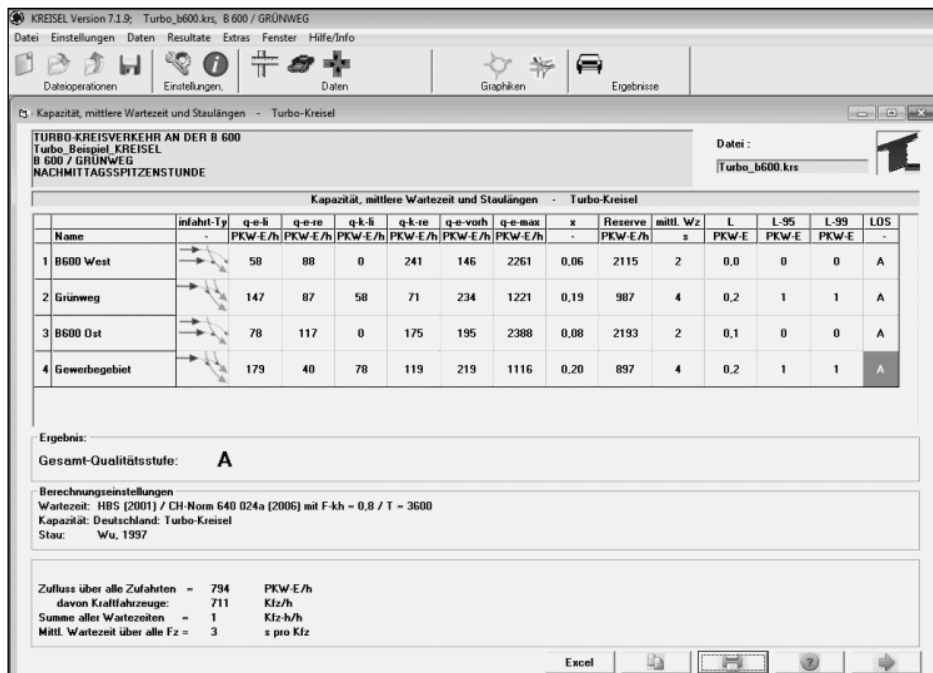 KREISEL Version 7.1.9; Turbo_b600.krs, B 600 / GRÜNWEG
Datei Einstellungen Daten Resultate Extras Fenster Hilfe/Info
Dateioperationen Einstellungen. Daten Graphiken Ergebnisse
Kapazität, mittlere Wartezeit und Staulängen - Turbo-Kreisel
TURBO-KREISVERKEHR AN DER B 600
Turbo_Beispiel_KREISEL
B 600 / GRÜNWEG
NACHMITTAGSSPITZENSTUNDE
Datei :
Turbo_b600.krs
Kapazität, mittlere Wartezeit und Staulängen - Turbo-Kreisel
infahrt-Ty q-e-li q-e-re q-k-li q-k-re q-e-vorh q-e-max x Reserve mittl. Wz L L-95 L-99 LOS
Name - PKW-E/h PKW-E/h PKW-E/h PKW-E/h PKW-E/h PKW-E/h - PKW-E/h s PKW-E PKW-E PKW-E -
1 B600 West 58 88 0 241 146 2261 0,06 2115 2 0,0 0 0 A
2 Grünweg 147 87 58 71 234 1221 0,19 987 4 0,2 1 1 A
3 B600 Ost 78 117 0 175 195 2388 0,08 2193 2 0,1 0 0 A
4 Gewerbegebiet 179 40 78 119 219 1116 0,20 897 4 0,2 1 1 A
Ergebnis:
Gesamt-Qualitätsstufe: A
Berechnungseinstellungen
Wartezeit: HBS (2001) / CH-Norm 640 024a (2006) mit F-kh = 0,8 / T = 3600
Kapazität: Deutschland: Turbo-Kreisel
Stau: Wu, 1997
Zufluss über alle Zufahrten = 794 PKW-E/h
davon Kraftfahrzeuge: 711 Kfz/h
Summe aller Wartezeiten = 1 Kfz-h/h
Mittl. Wartezeit über alle Fz = 3 s pro Kfz
Excel